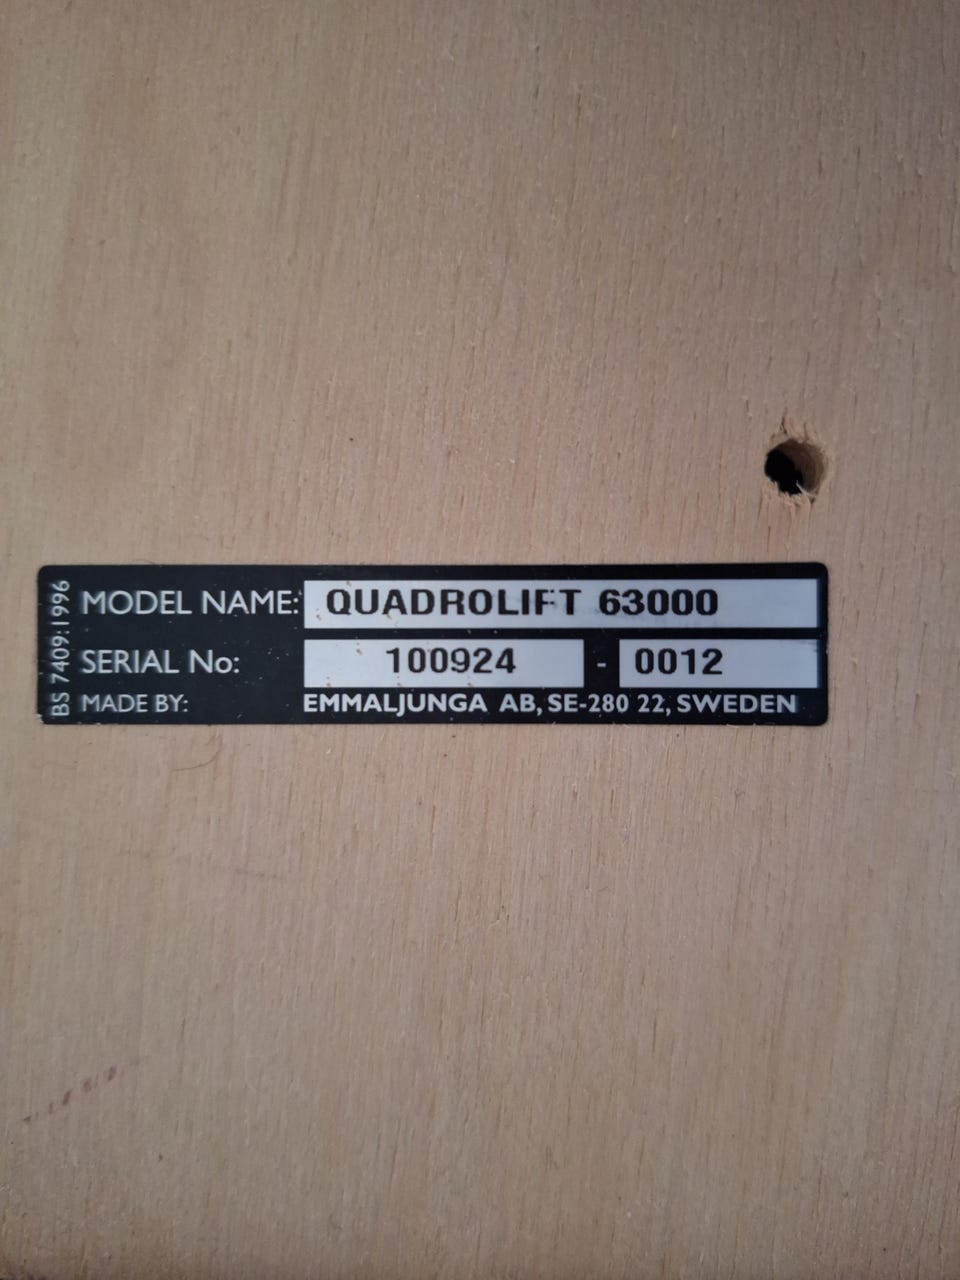 BS 7409:1996
MODEL NAME: QUADROLIFT 63000
SERIAL No: 100924 - 0012
MADE BY: EMMALJUNGA AB, SE-280 22, SWEDEN